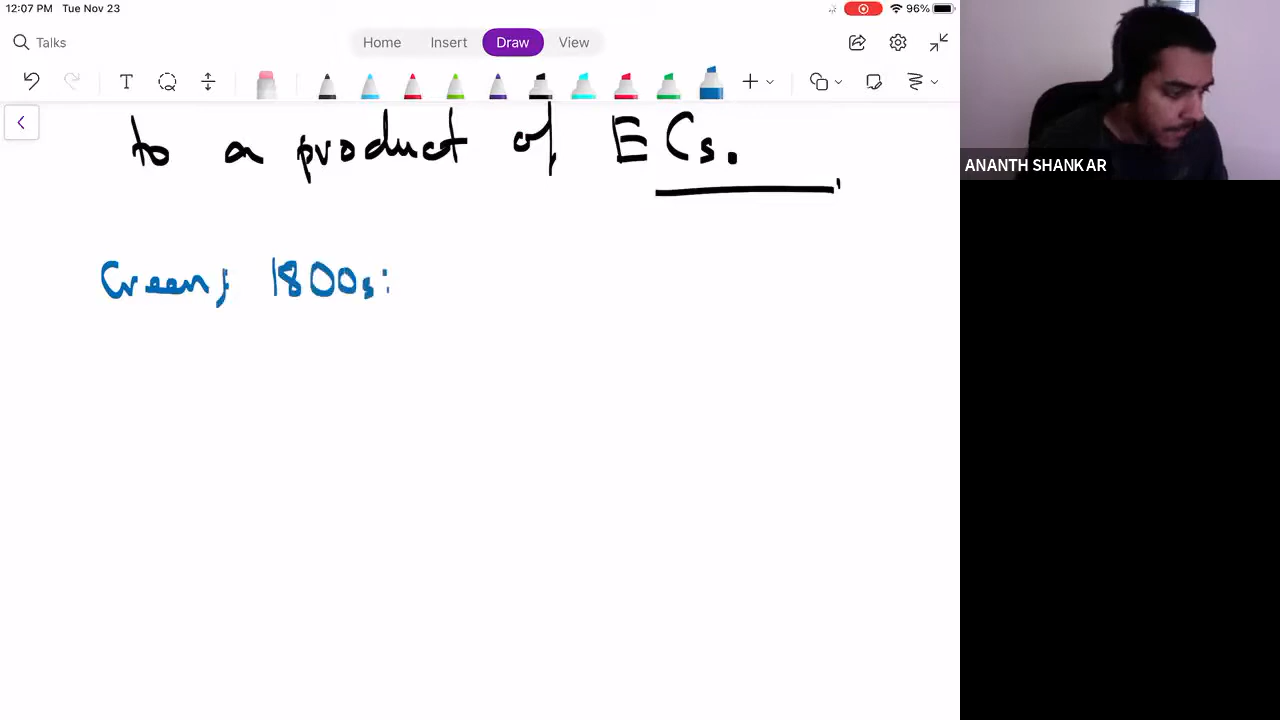 12:07 PM Tue Nov 23
96%
Talks
Home Insert Draw View
T
to a product of ECs.
ANANTH SHANKAR
Green; 1800s: